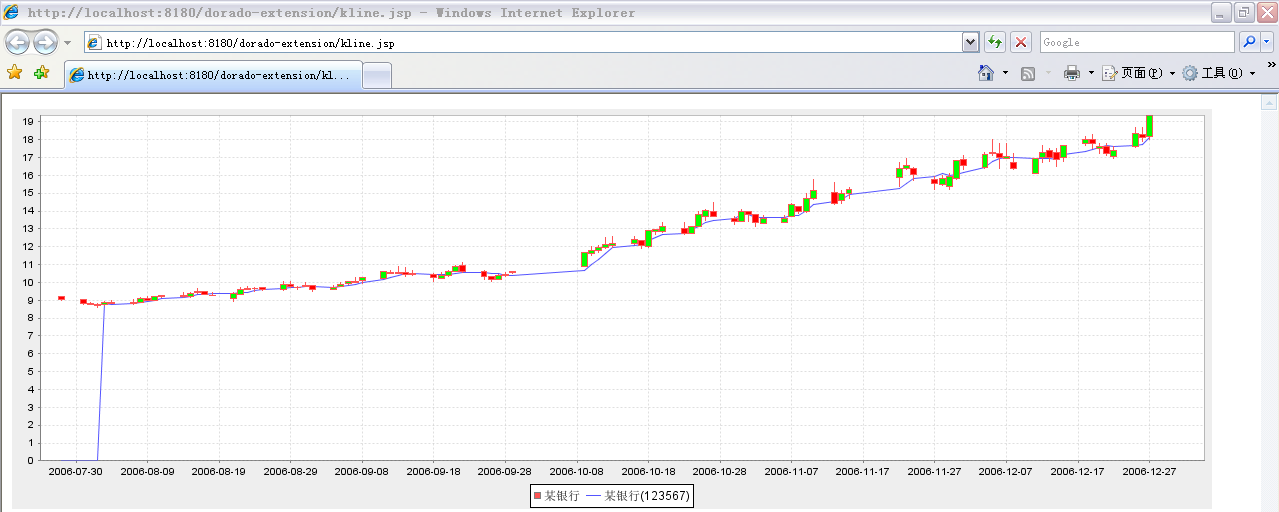 http://localhost:8180/dorado-extension/kline.jsp - Windows Internet Explorer
http://localhost:8180/dorado-extension/kline.jsp
Google
http://localhost:8180/dorado-extension/kl...
页面(P)
工具(O)
»
19
18
17
16
15
14
13
12
11
10
9
8
7
6
5
4
3
2
1
0
2006-07-30 2006-08-09 2006-08-19 2006-08-29 2006-09-08 2006-09-18 2006-09-28 2006-10-08 2006-10-18 2006-10-28 2006-11-07 2006-11-17 2006-11-27 2006-12-07 2006-12-17 2006-12-27
某银行 某银行(123567)